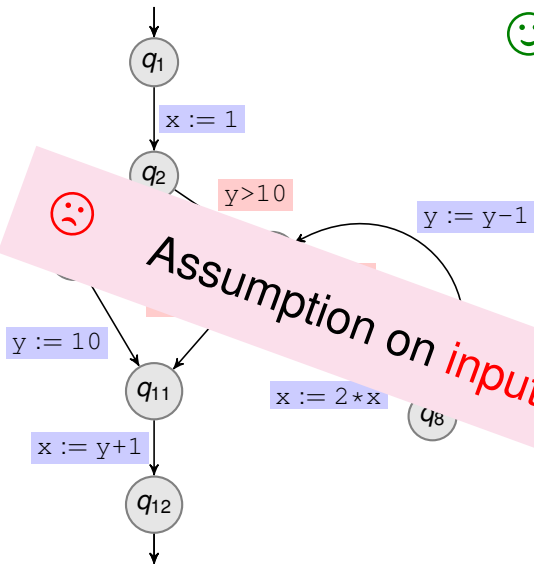 q1
x := 1
q2
y>10
y := y−1
Assumption on input
y := 10
q11
x := 2*x
q8
x := y+1
q12